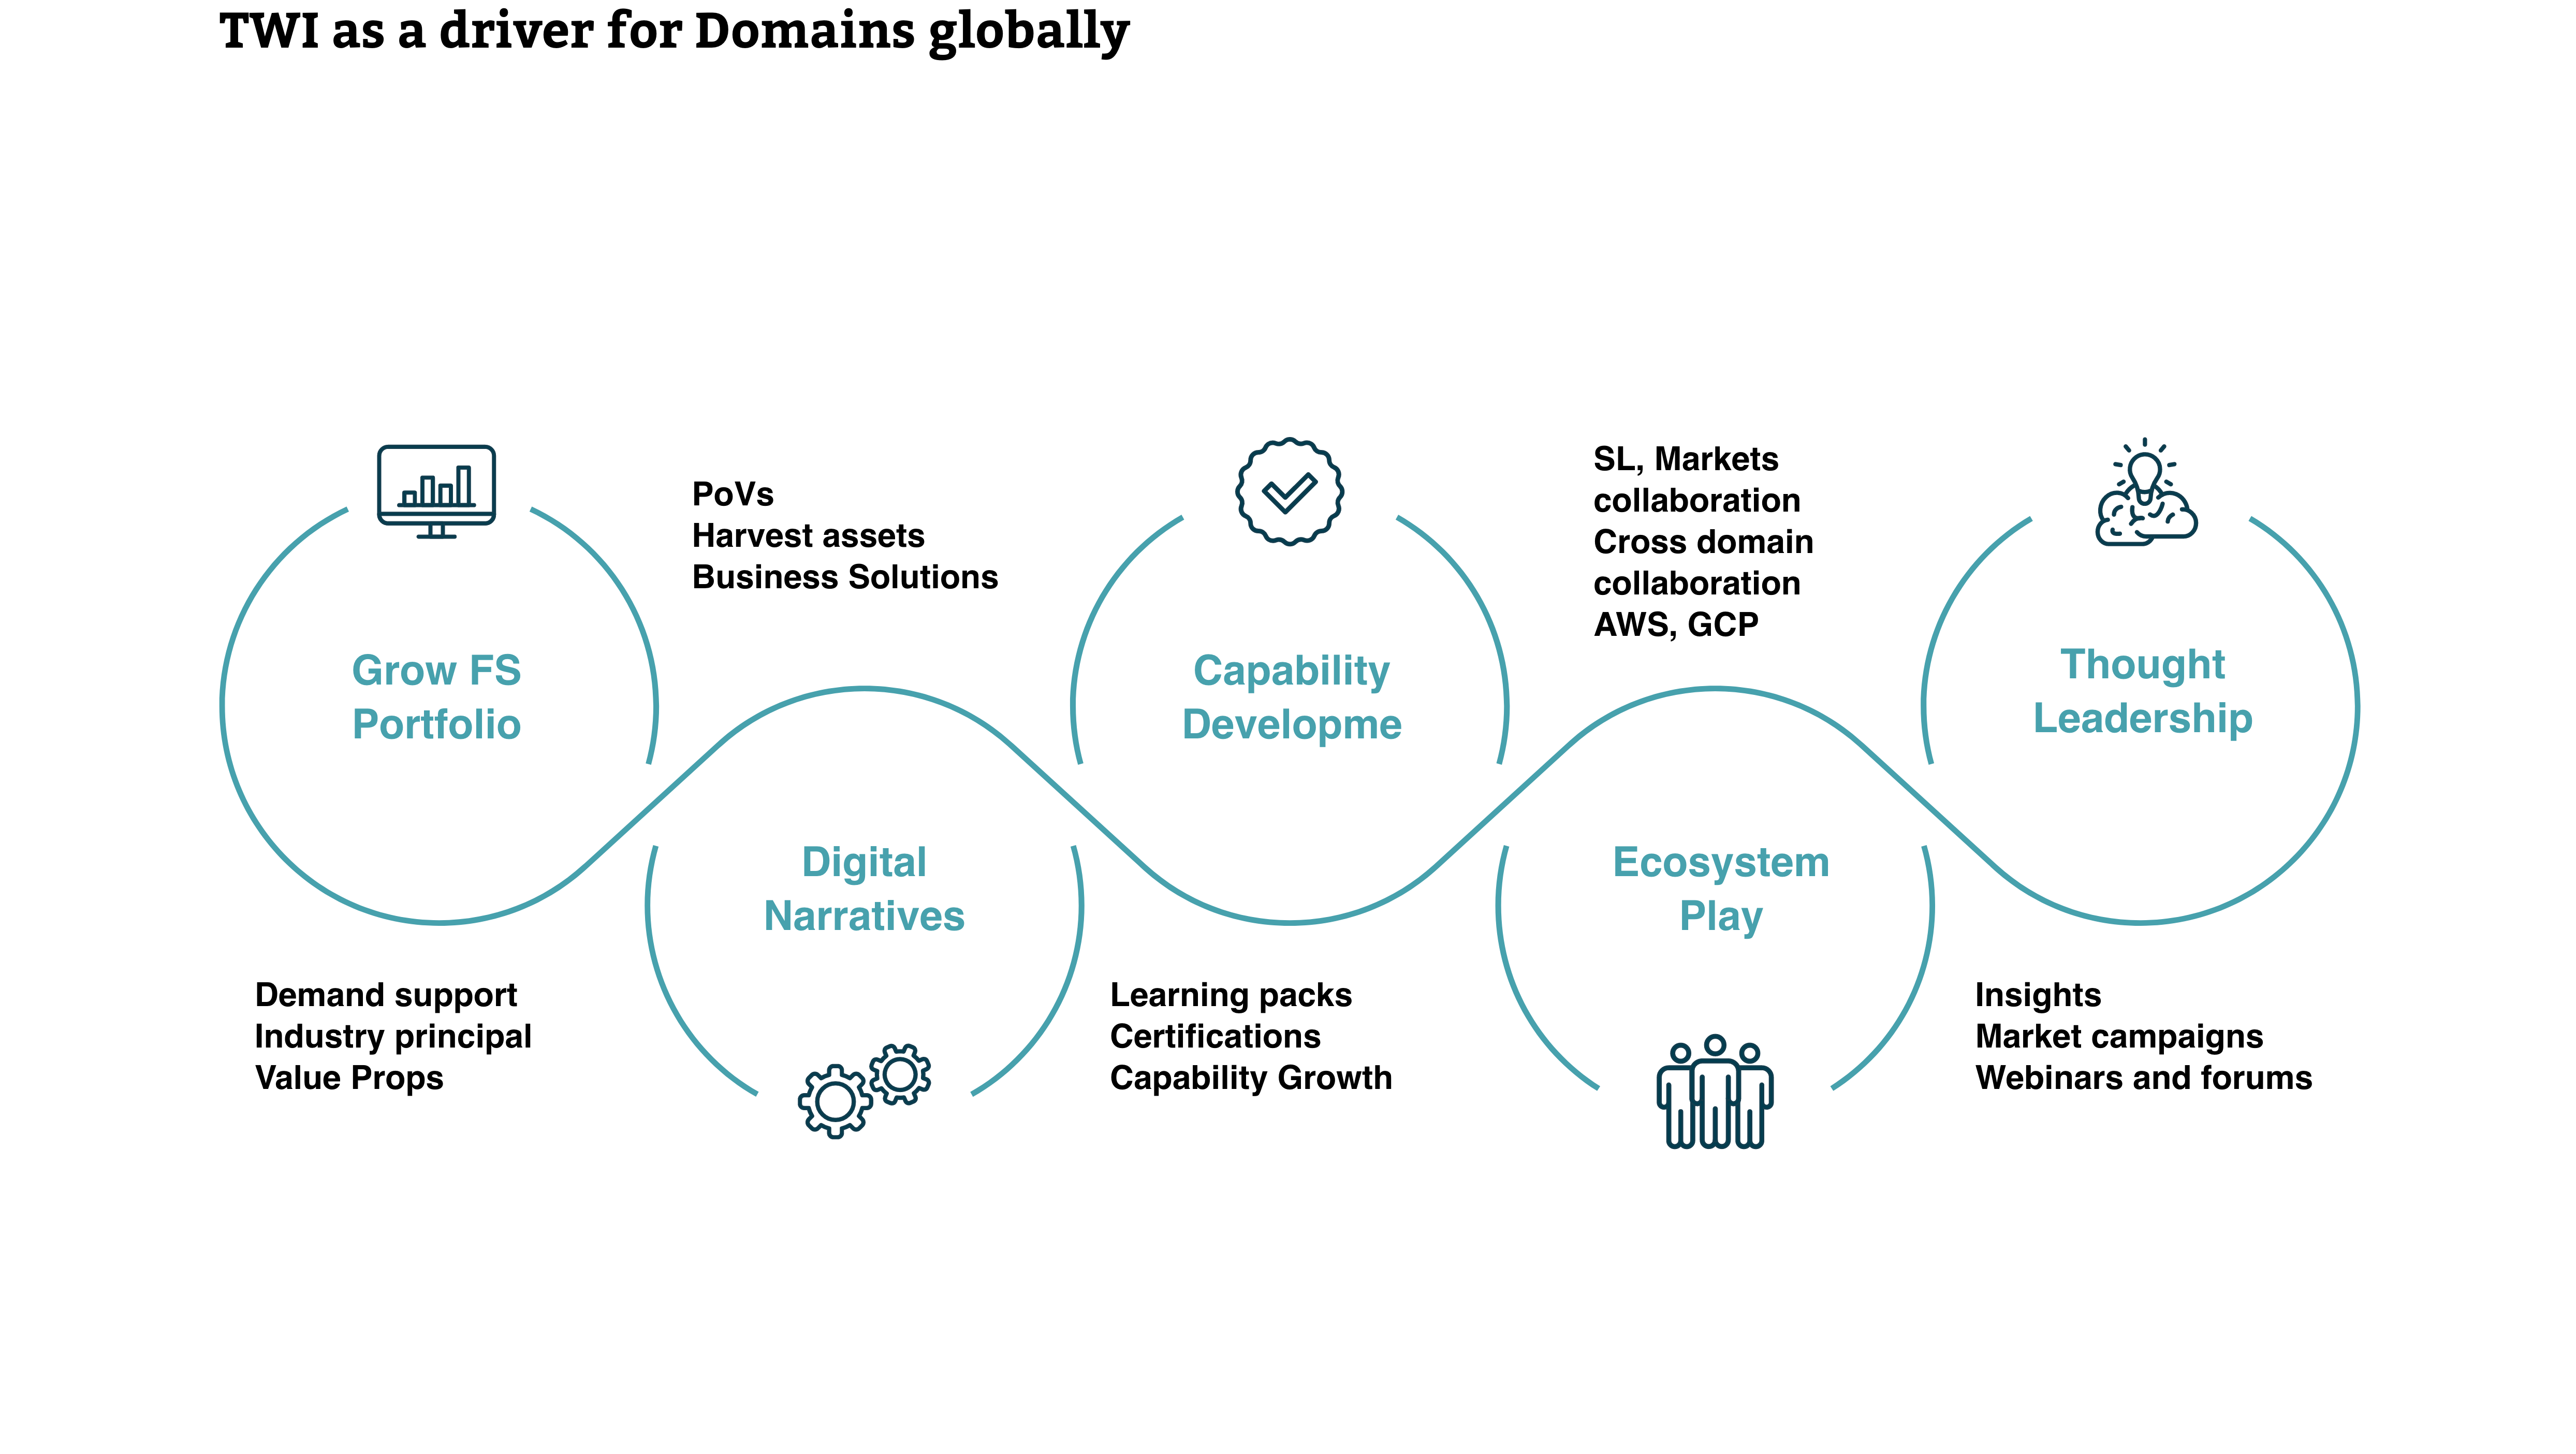 TWI as a driver for Domains globally
Grow FS
Portfolio
Demand support
Industry principal
Value Props
PoVs
Harvest assets
Business Solutions
Digital
Narratives
Capability
Developme
Learning packs
Certifications
Capability Growth
SL, Markets
collaboration
Cross domain
collaboration
AWS, GCP
Ecosystem
Play
Thought
Leadership
Insights
Market campaigns
Webinars and forums